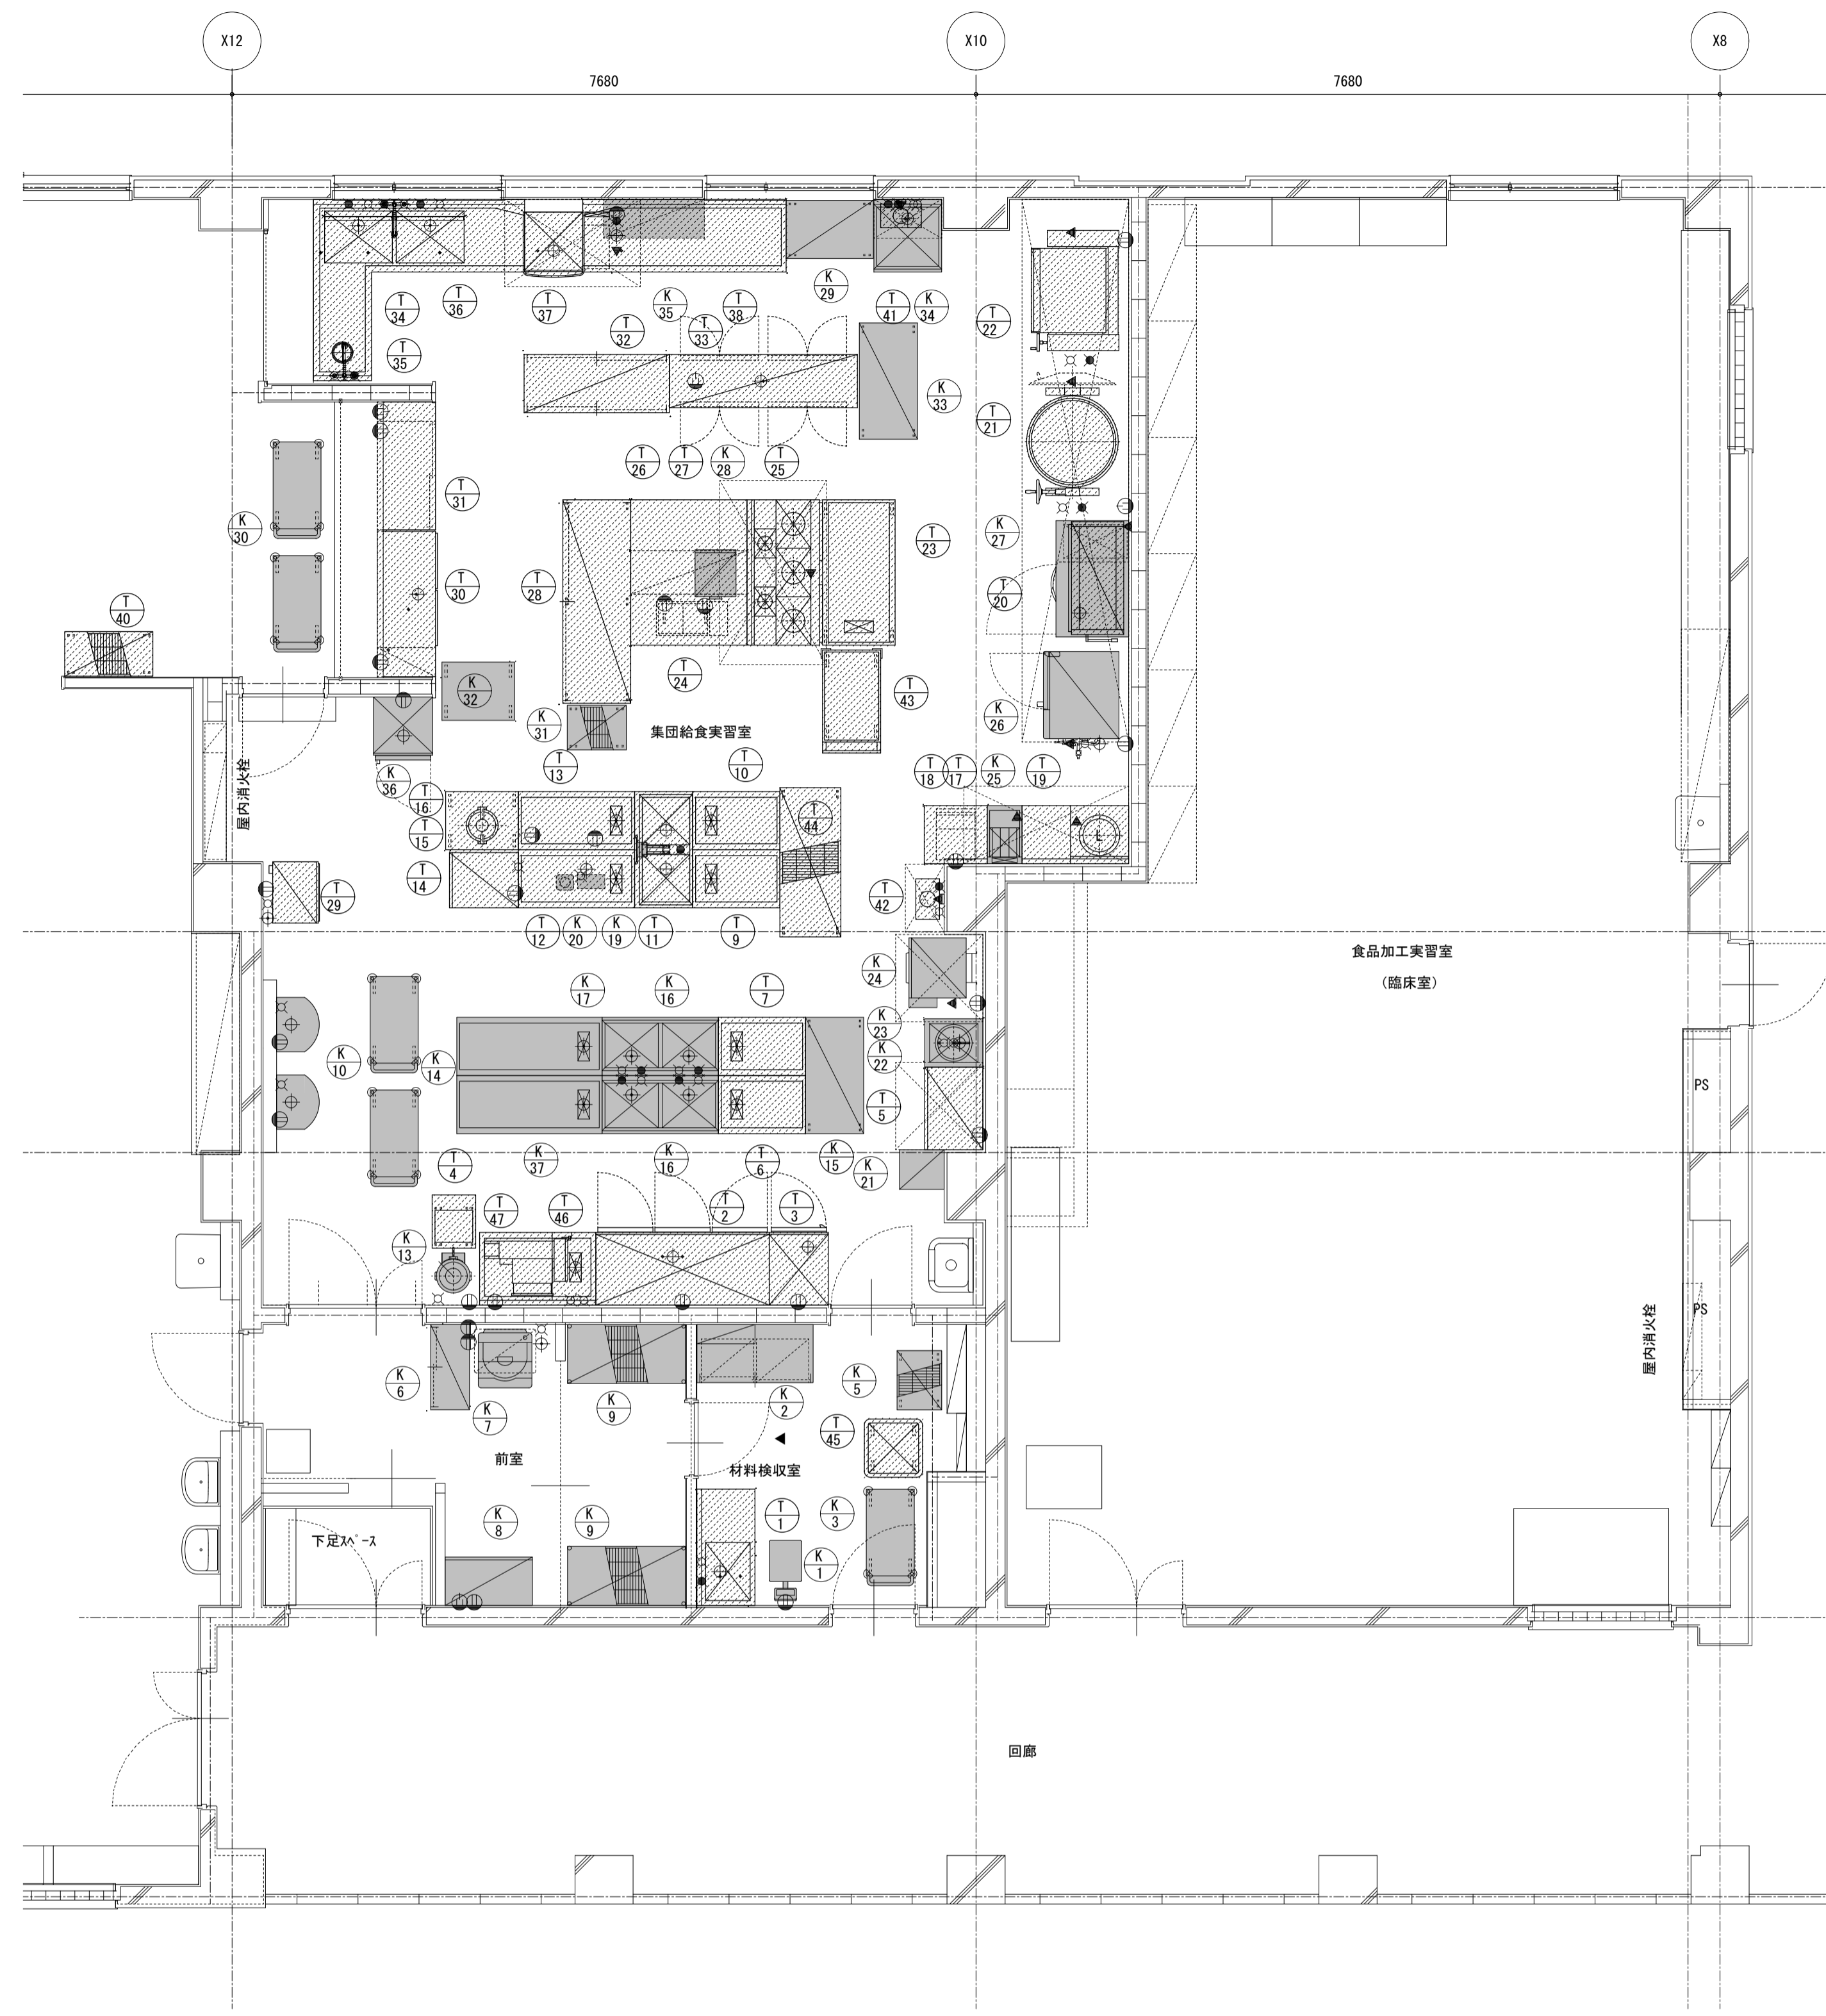 X12
X10
X8
7680
7680
K
29
T
34
T
36
T
37
K
35
T
38
T
41
K
34
T
22
T
32
T
33
T
35
K
33
T
21
T
26
T
27
K
28
T
25
T
31
K
30
T
23
K
27
T
30
T
28
T
20
T
40
T
24
T
43
K
32
K
31
集団給食実習室
K
26
屋内消火栓
T
13
T
10
K
36
T
18
T
17
K
25
T
19
T
16
T
15
T
44
L
T
14
T
29
T
42
T
12
K
20
K
19
T
11
T
9
食品加工実習室
(臨床室)
K
24
K
17
K
16
T
7
K
23
K
22
K
10
K
14
T
5
PS
T
4
K
37
K
16
T
6
K
15
K
21
T
47
T
46
T
2
T
3
K
13
PS
屋内消火栓
K
6
K
7
K
9
K
2
K
5
T
45
前室
材料検収室
K
8
K
9
T
1
K
3
下足ｽﾍﾟｰｽ
K
1
回廊